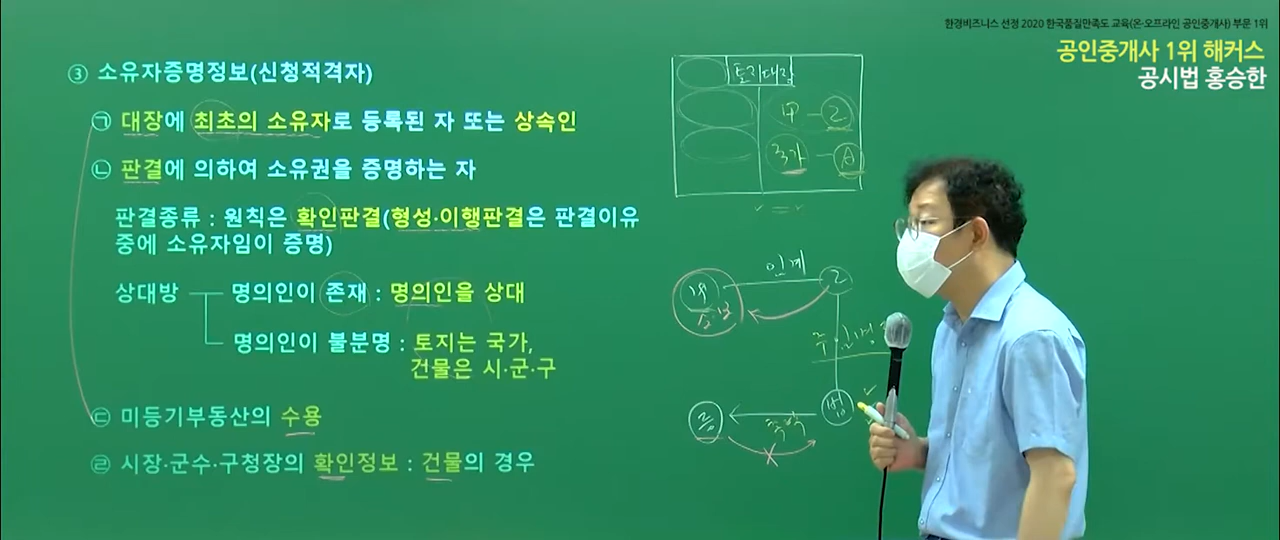 한경비즈니스 선정 2020 한국품질만족도 교육(온·오프라인 공인중개사) 부문 1위
공인중개사 1위 해커스
공시법 홍승한
③ 소유자증명정보(신청적격자)
㉠ 대장에 최초의 소유자로 등록된 자 또는 상속인
㉡ 판결에 의하여 소유권을 증명하는 자
판결종류 : 원칙은 확인판결(형성·이행판결은 판결이유
중에 소유자임이 증명)
상대방 명의인이 존재 : 명의인을 상대
명의인이 불분명 : 토지는 국가,
건물은 시·군·구
㉢ 미등기부동산의 수용
㉣ 시장·군수·구청장의 확인정보 : 건물의 경우
토지대장
국가
인계